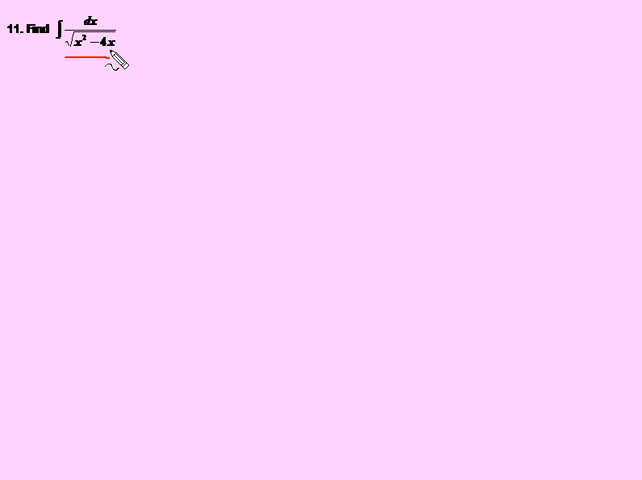 11. Find ∫ dx / √(x² − 4x)